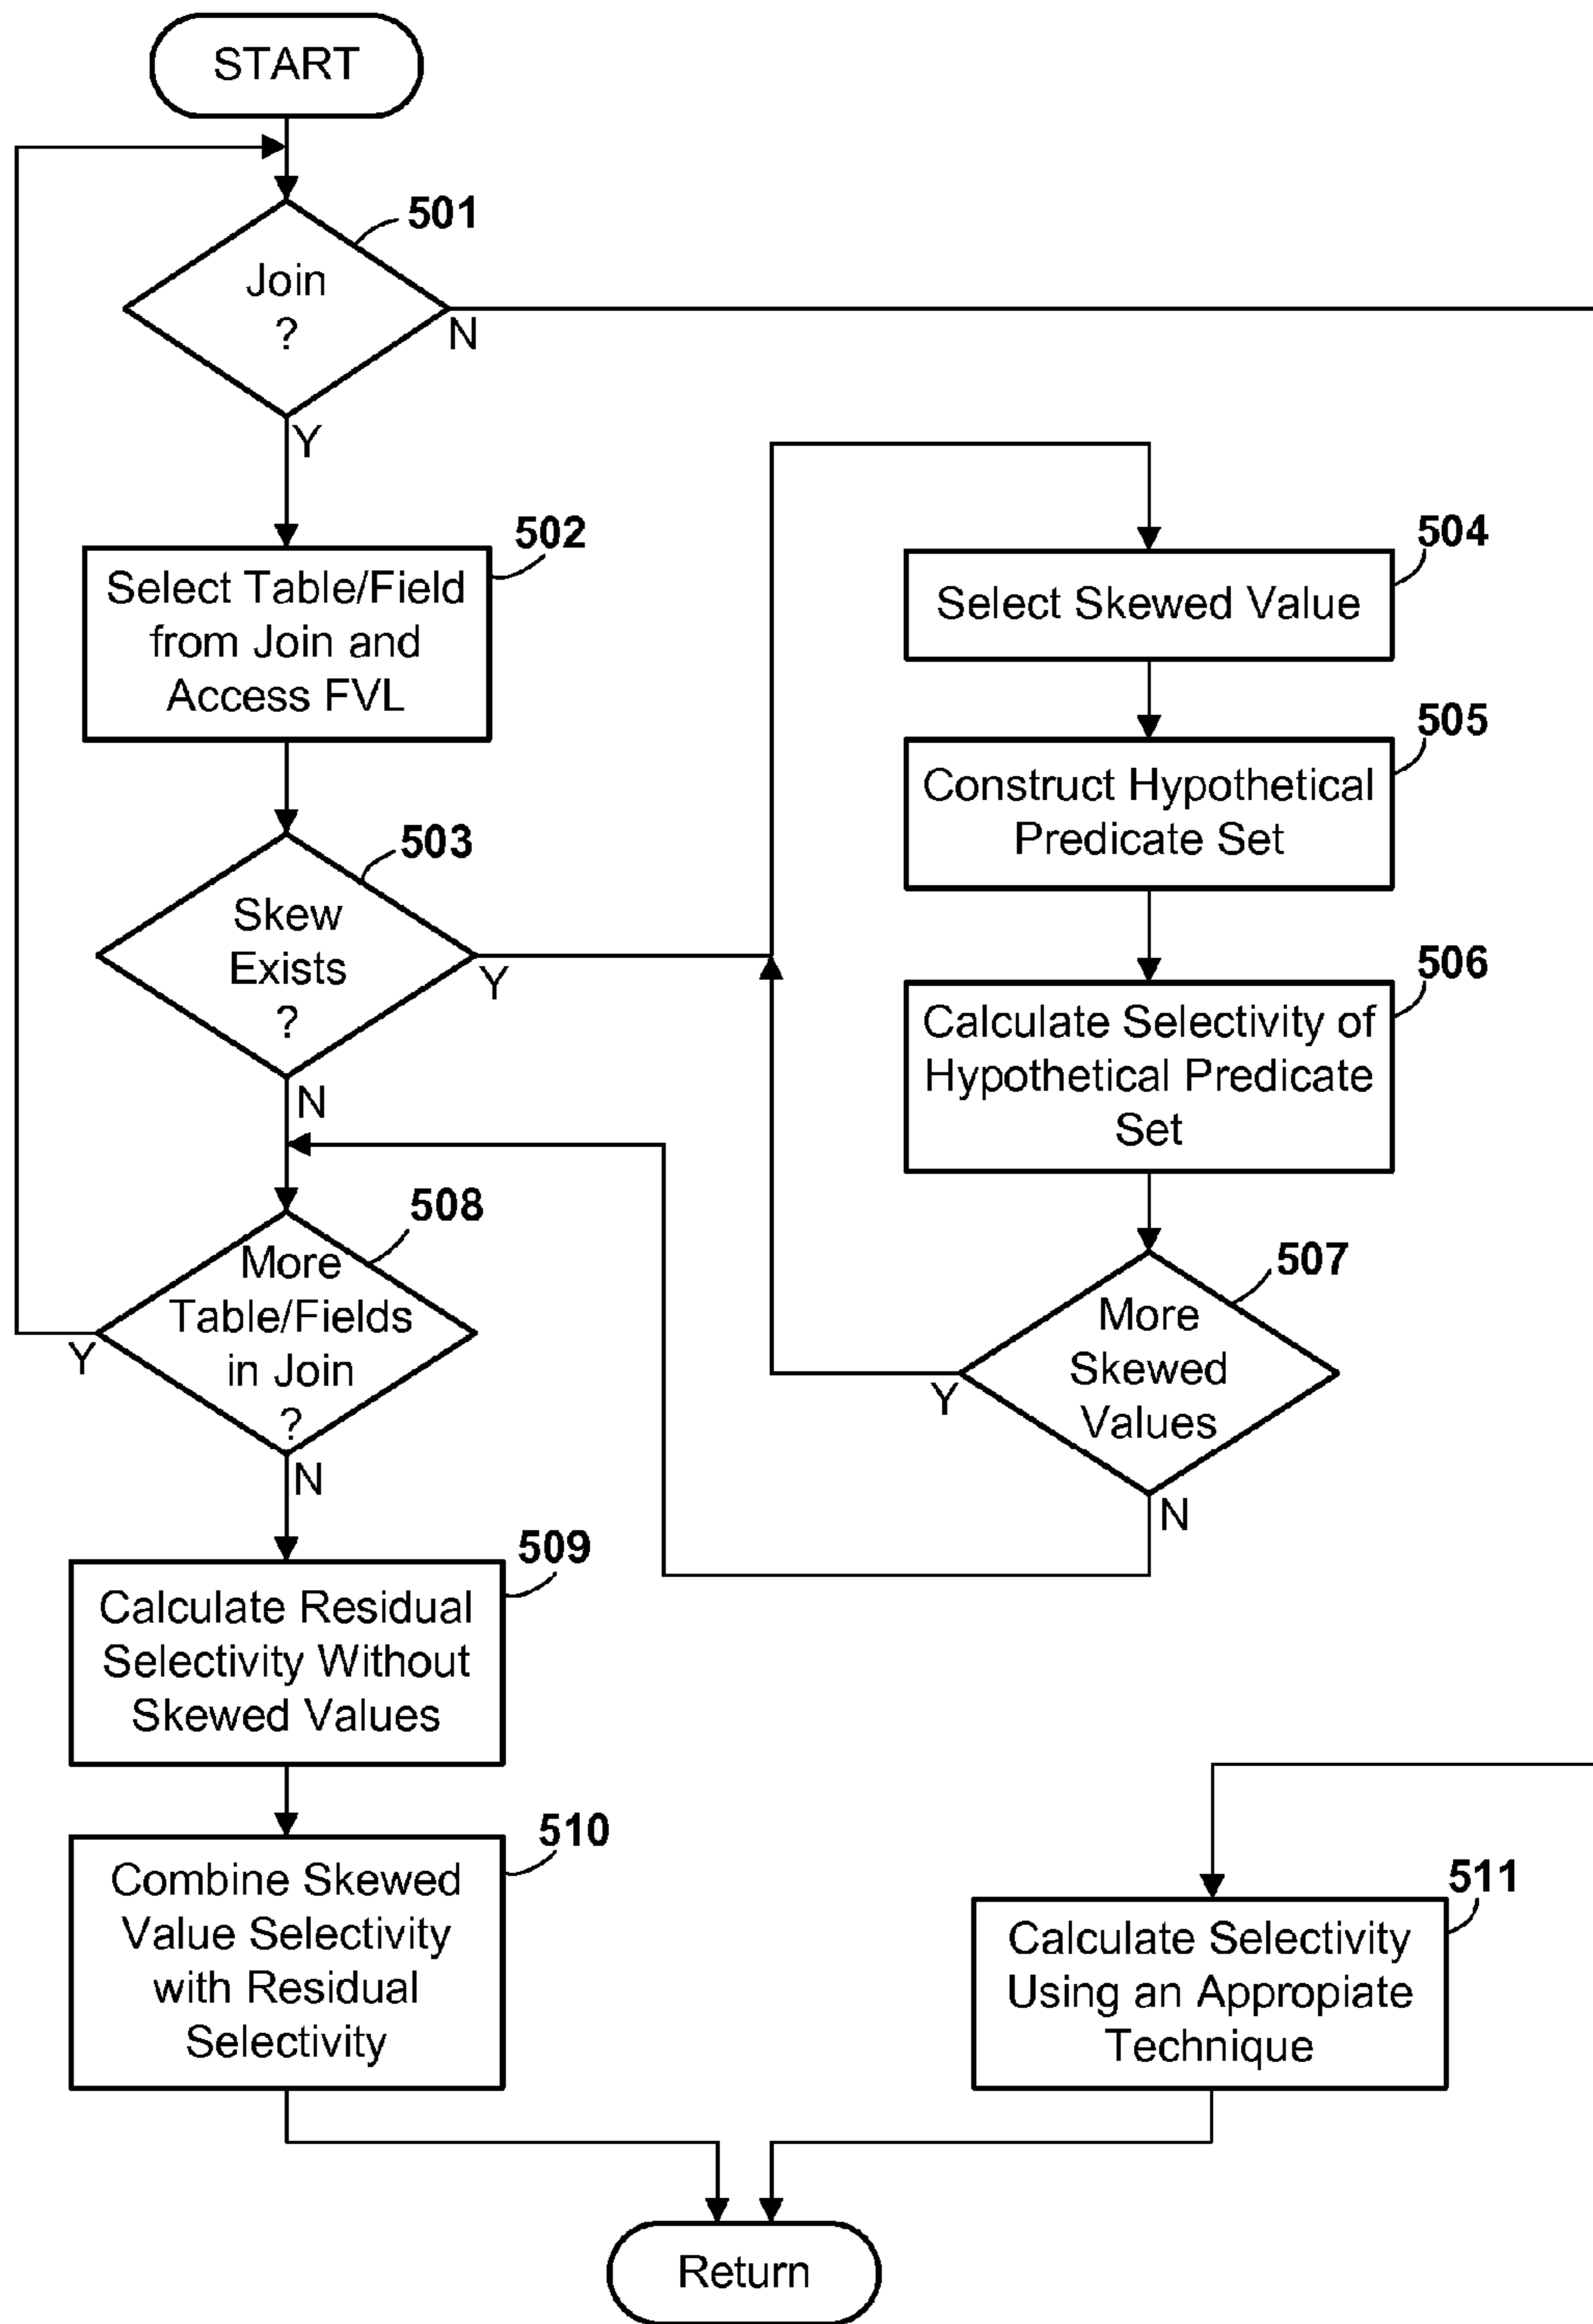 START
501
Join
?
N
Y
502
Select Table/Field
from Join and
Access FVL
503
Skew
Exists
?
Y
N
504
Select Skewed Value
505
Construct Hypothetical
Predicate Set
506
Calculate Selectivity of
Hypothetical Predicate
Set
507
More
Skewed
Values
Y
N
508
More
Table/Fields
in Join
?
Y
N
509
Calculate Residual
Selectivity Without
Skewed Values
510
Combine Skewed
Value Selectivity
with Residual
Selectivity
511
Calculate Selectivity
Using an Appropiate
Technique
Return